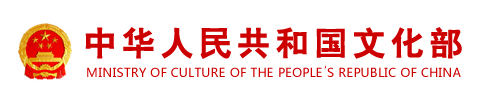 中华人民共和国文化部
MINISTRY OF CULTURE OF THE PEOPLE'S REPUBLIC OF CHINA